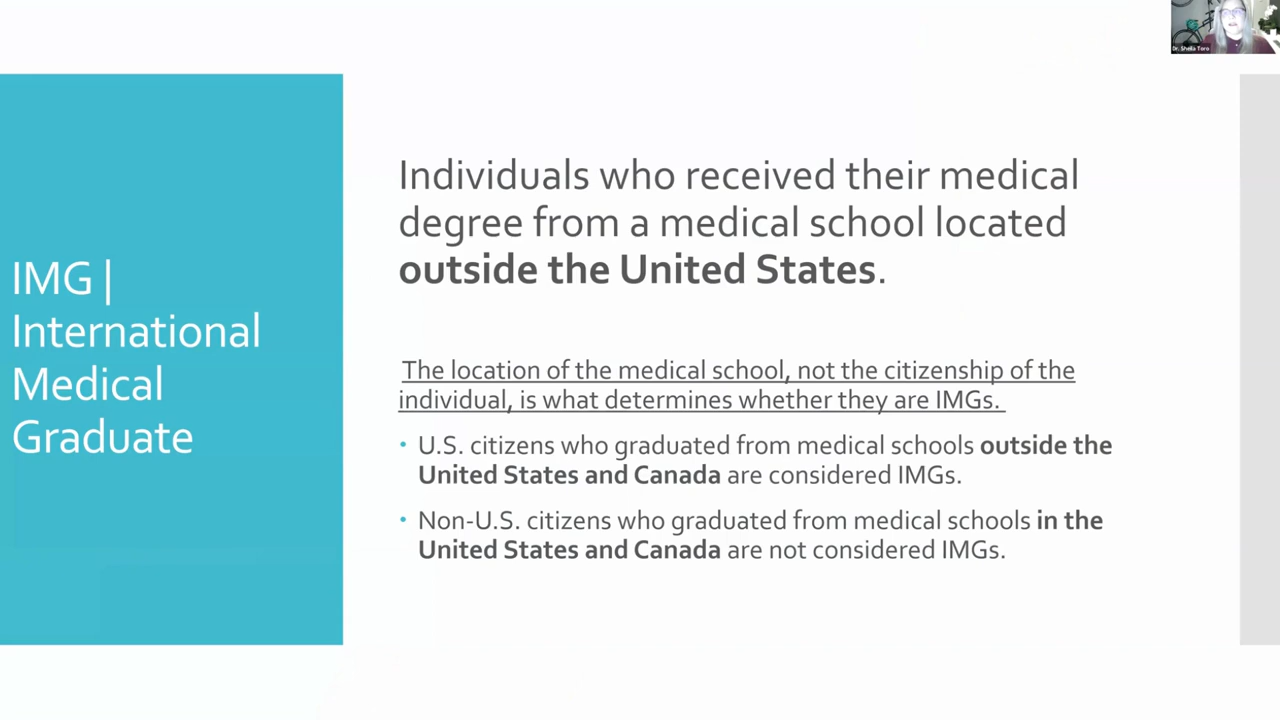 Dr. Sheila Toro
IMG |
International
Medical
Graduate
Individuals who received their medical
degree from a medical school located
outside the United States.
The location of the medical school, not the citizenship of the
individual, is what determines whether they are IMGs.
• U.S. citizens who graduated from medical schools outside the
United States and Canada are considered IMGs.
• Non-U.S. citizens who graduated from medical schools in the
United States and Canada are not considered IMGs.